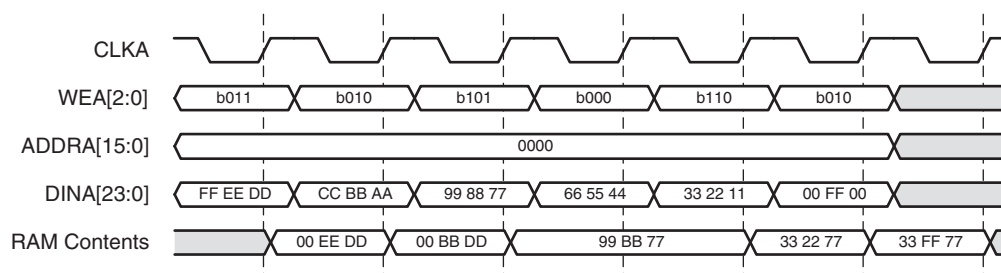 CLKA
WEA[2:0] b011 b010 b101 b000 b110 b010
ADDRA[15:0] 0000
DINA[23:0] FF EE DD CC BB AA 99 88 77 66 55 44 33 22 11 00 FF 00
RAM Contents 00 EE DD 00 BB DD 99 BB 77 33 22 77 33 FF 77